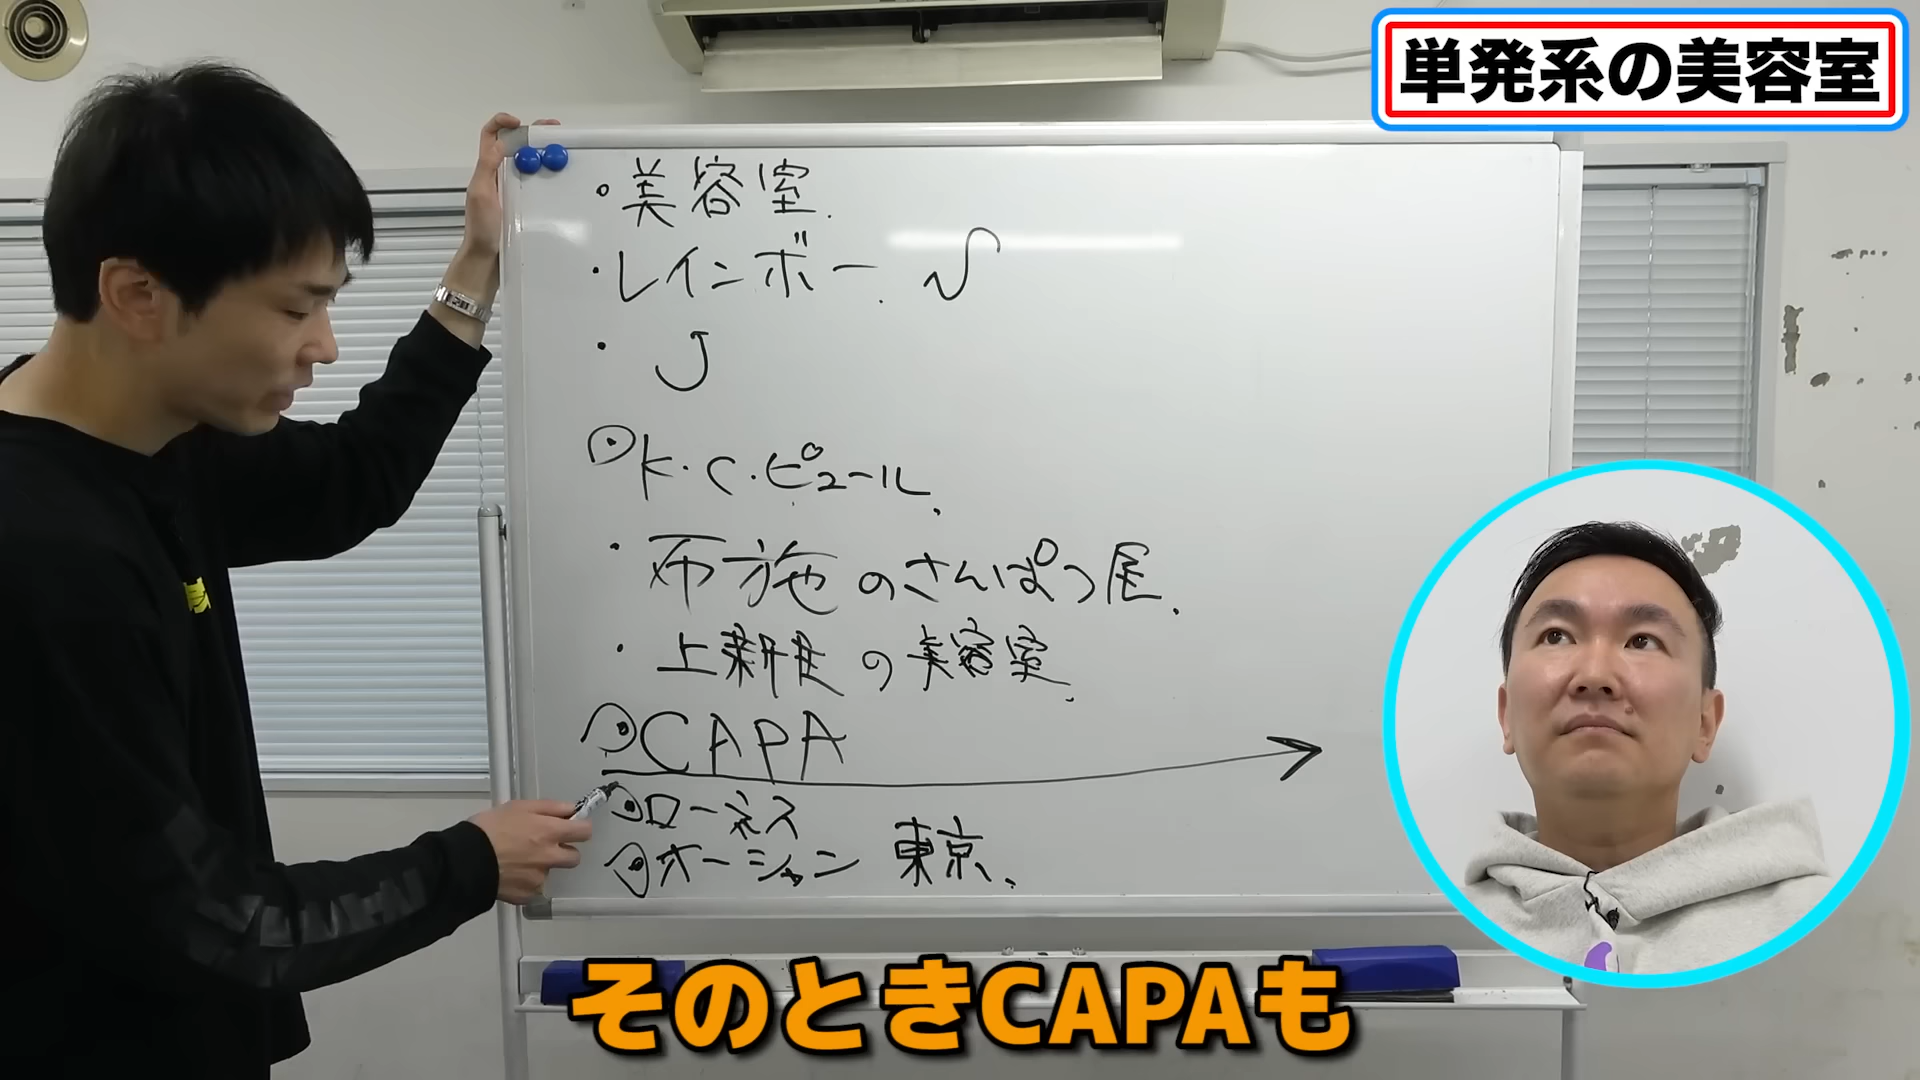 単発系の美容室
・美容室.
・レインボー.
・J
K.C.ピュール.
・布施のさんぱつ屋.
・上新庄の美容室.
CAPA
ローネス
オーシャン 東京.
そのときCAPAも